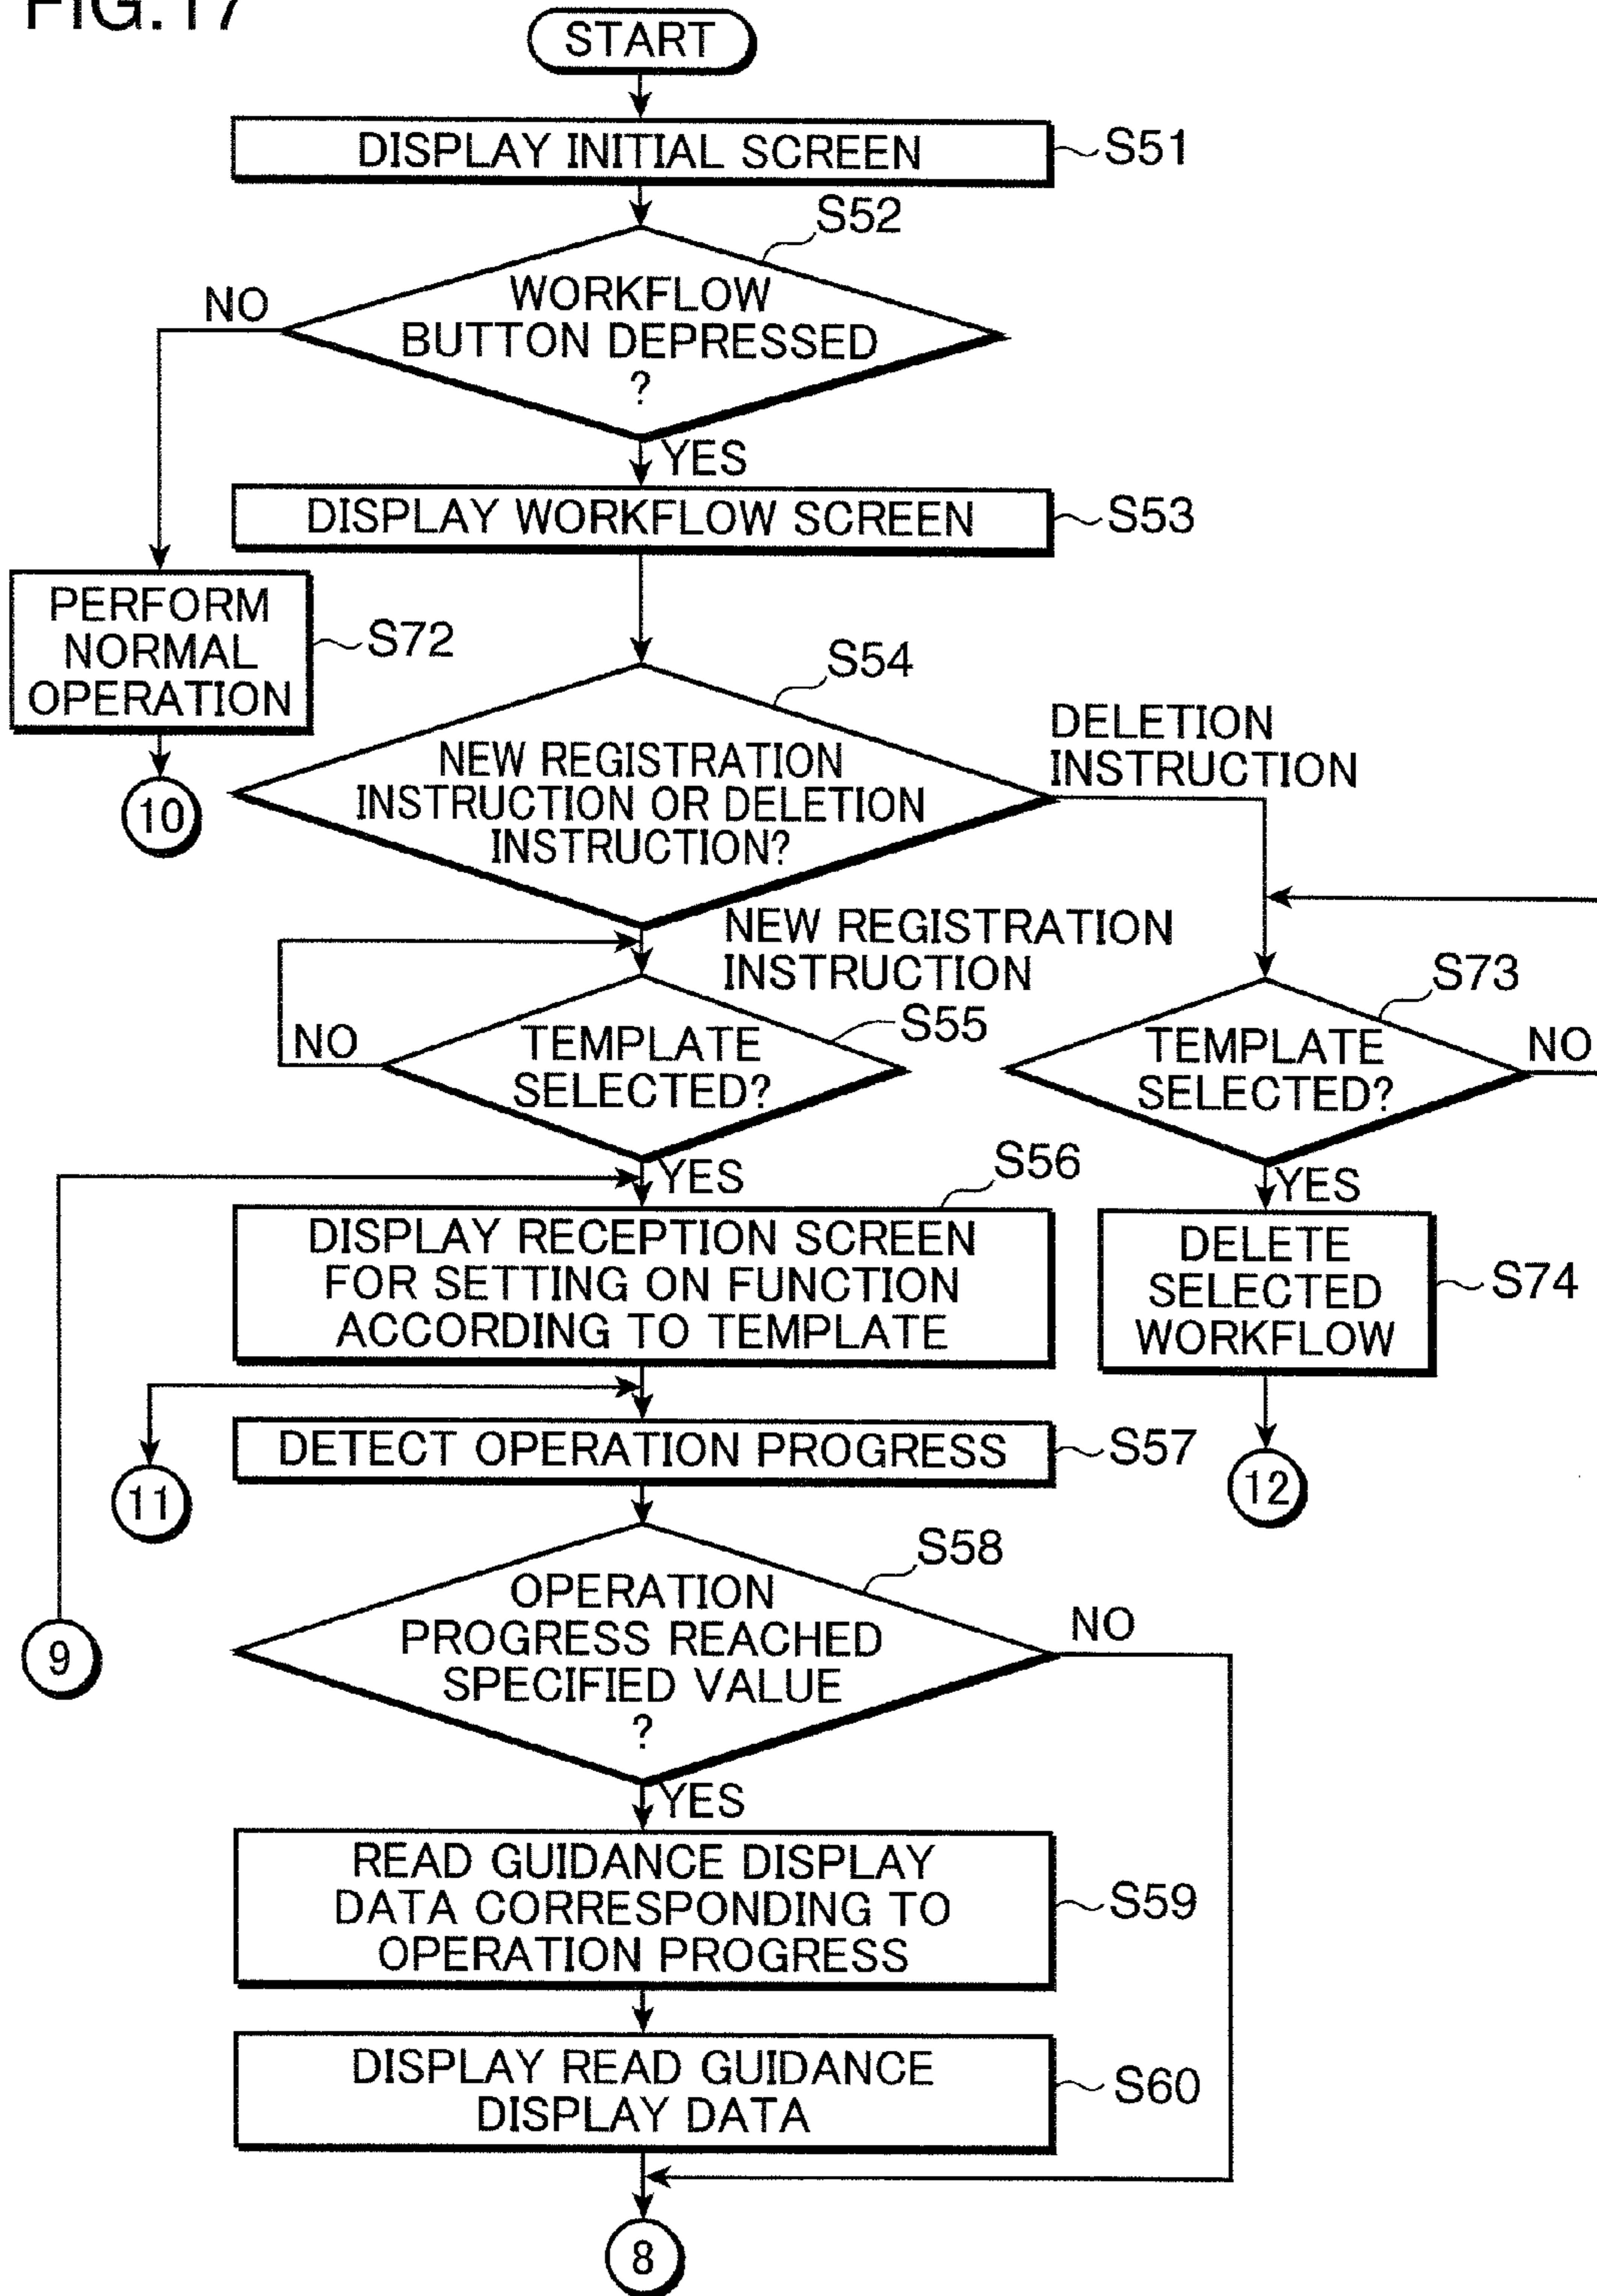 FIG.17
START
DISPLAY INITIAL SCREEN
S51
S52
WORKFLOW
BUTTON DEPRESSED
?
NO
YES
DISPLAY WORKFLOW SCREEN
S53
PERFORM
NORMAL
OPERATION
S72
10
S54
NEW REGISTRATION
INSTRUCTION OR DELETION
INSTRUCTION?
DELETION
INSTRUCTION
NEW REGISTRATION
INSTRUCTION
S55
TEMPLATE
SELECTED?
NO
YES
S73
TEMPLATE
SELECTED?
NO
YES
S56
DISPLAY RECEPTION SCREEN
FOR SETTING ON FUNCTION
ACCORDING TO TEMPLATE
DELETE
SELECTED
WORKFLOW
S74
12
11
DETECT OPERATION PROGRESS
S57
S58
OPERATION
PROGRESS REACHED
SPECIFIED VALUE
?
NO
9
YES
READ GUIDANCE DISPLAY
DATA CORRESPONDING TO
OPERATION PROGRESS
S59
DISPLAY READ GUIDANCE
DISPLAY DATA
S60
8